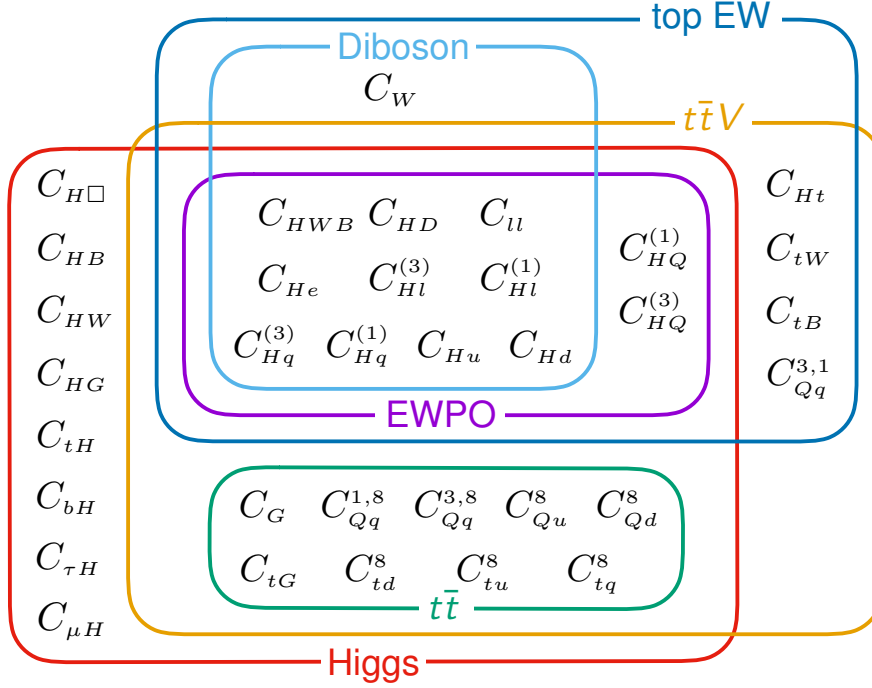 top EW
Diboson
C_W
tt̄V
C_{H□}
C_{HB}
C_{HW}
C_{HG}
C_{tH}
C_{bH}
C_{τH}
C_{μH}
C_{HWB} C_{HD} C_{ll}
C_{He} C_{Hl}^{(3)} C_{Hl}^{(1)}
C_{Hq}^{(3)} C_{Hq}^{(1)} C_{Hu} C_{Hd}
C_{HQ}^{(1)}
C_{HQ}^{(3)}
EWPO
C_{Ht}
C_{tW}
C_{tB}
C_{Qq}^{3,1}
C_G C_{Qq}^{1,8} C_{Qq}^{3,8} C_{Qu}^{8} C_{Qd}^{8}
C_{tG} C_{td}^{8} C_{tu}^{8} C_{tq}^{8}
tt̄
Higgs